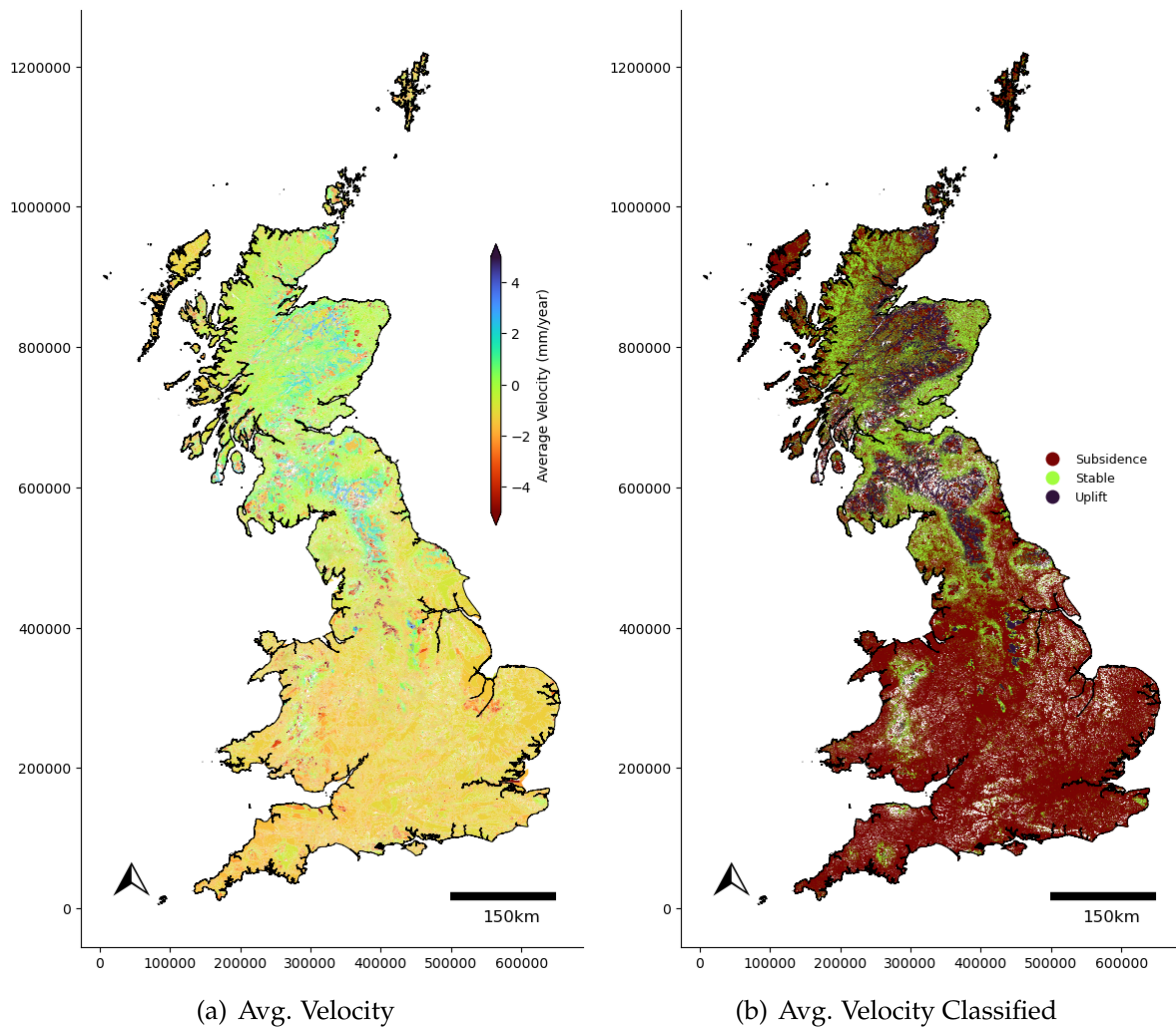 1200000
1000000
800000
600000
400000
200000
0
0 100000 200000 300000 400000 500000 600000
4
2
0
−2
−4
Average Velocity (mm/year)
150km
(a) Avg. Velocity
1200000
1000000
800000
600000
400000
200000
0
0 100000 200000 300000 400000 500000 600000
Subsidence
Stable
Uplift
150km
(b) Avg. Velocity Classified